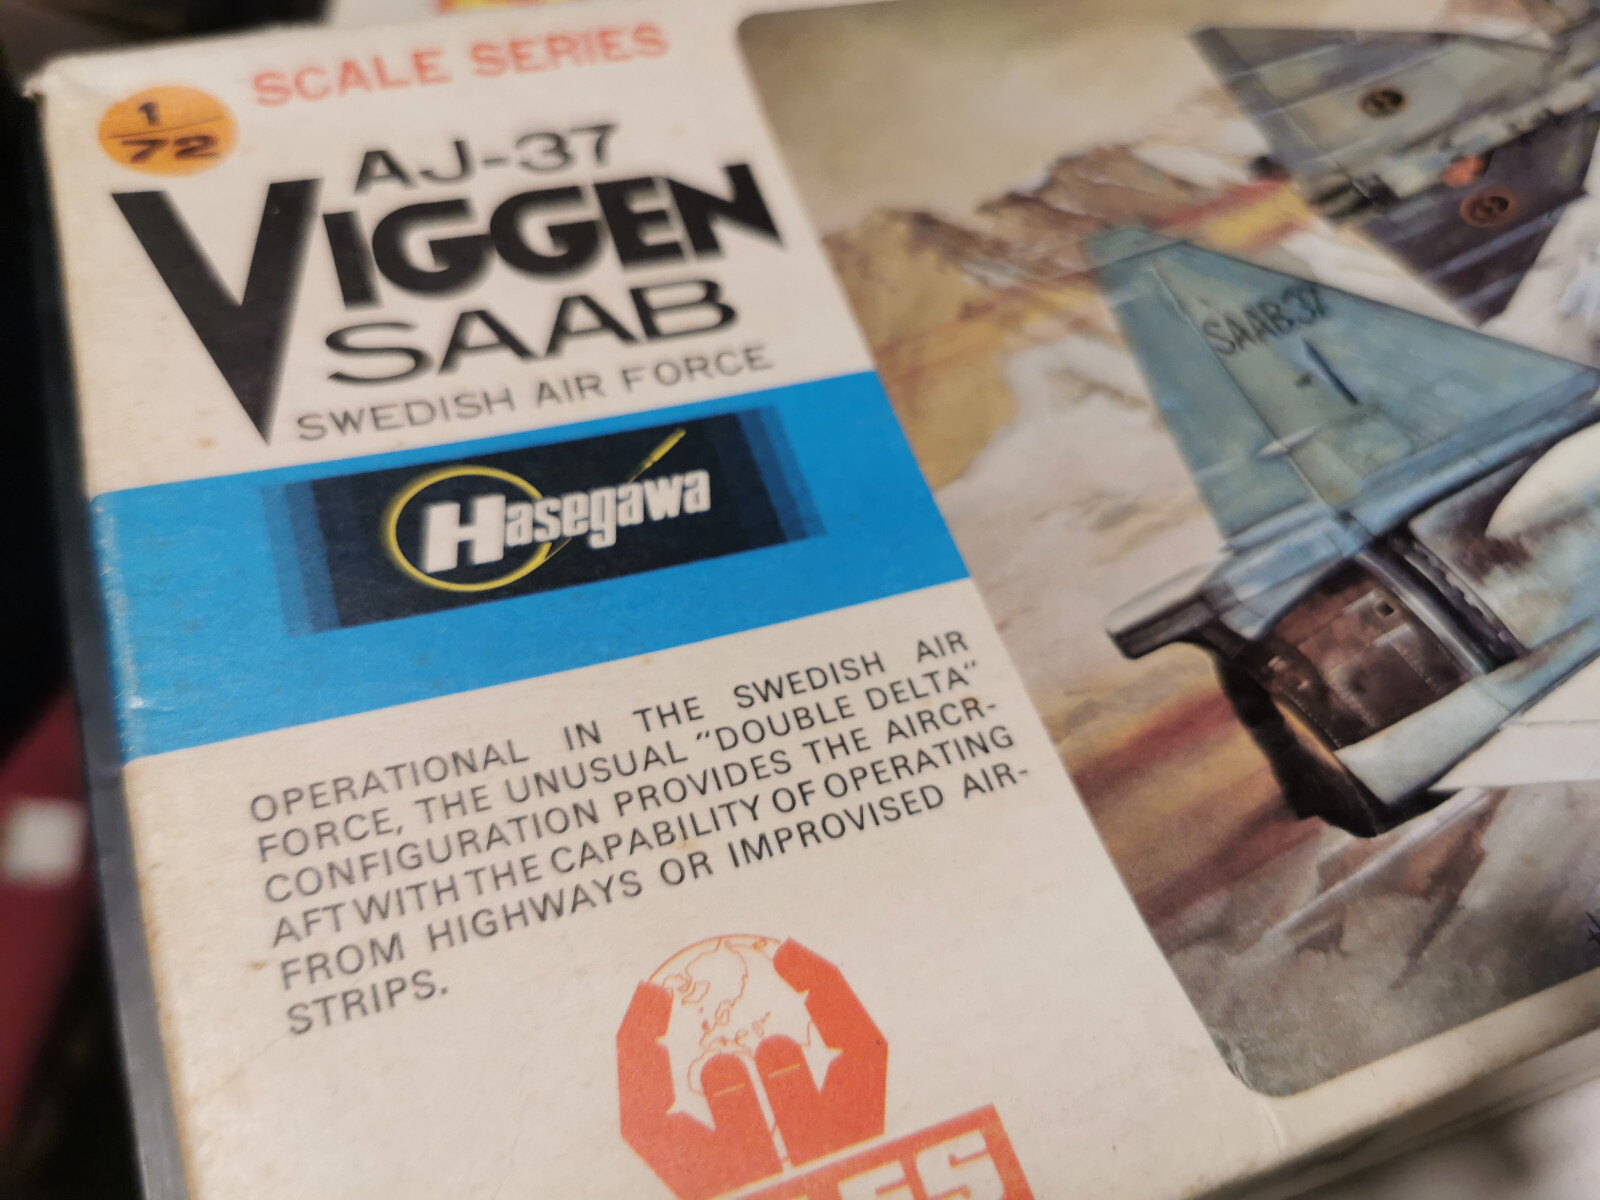 SCALE SERIES
1/72
AJ-37
VIGGEN
SAAB
SWEDISH AIR FORCE
Hasegawa
OPERATIONAL IN THE SWEDISH AIR
FORCE, THE UNUSUAL "DOUBLE DELTA"
CONFIGURATION PROVIDES THE AIRCR-
AFT WITH THE CAPABILITY OF OPERATING
FROM HIGHWAYS OR IMPROVISED AIR-
STRIPS.
SAAB37